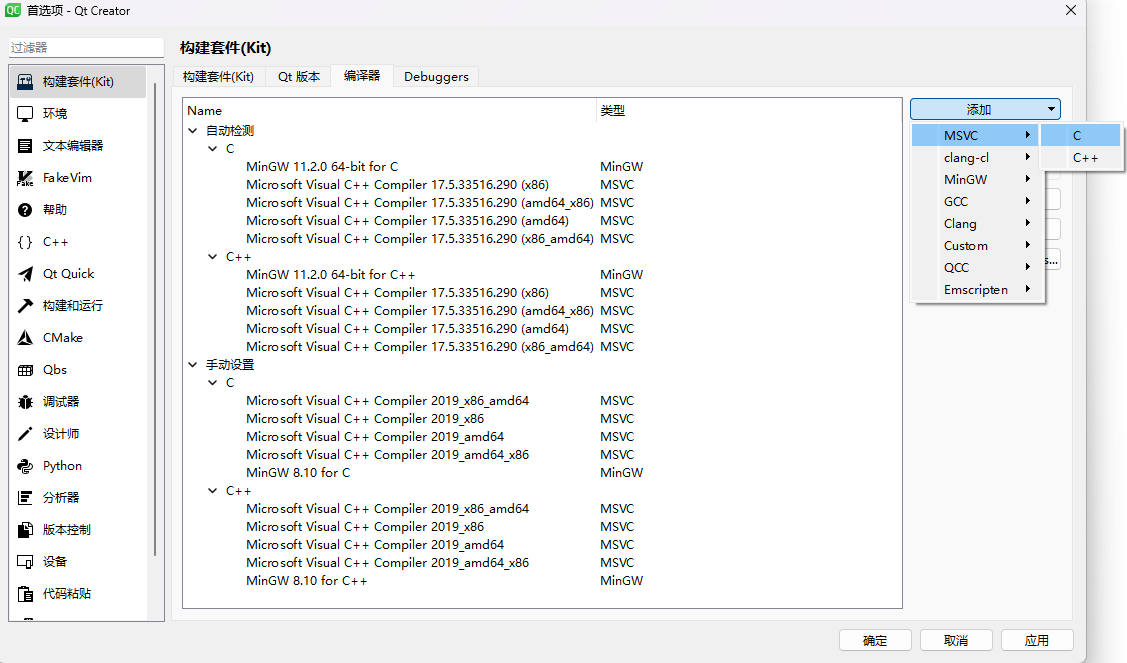 首选项 - Qt Creator
过滤器
构建套件(Kit)
环境
文本编辑器
FakeVim
帮助
C++
Qt Quick
构建和运行
CMake
Qbs
调试器
设计师
Python
分析器
版本控制
设备
代码粘贴
构建套件(Kit)
构建套件(Kit) Qt 版本 编译器 Debuggers
Name 类型
自动检测
C
MinGW 11.2.0 64-bit for C MinGW
Microsoft Visual C++ Compiler 17.5.33516.290 (x86) MSVC
Microsoft Visual C++ Compiler 17.5.33516.290 (amd64_x86) MSVC
Microsoft Visual C++ Compiler 17.5.33516.290 (amd64) MSVC
Microsoft Visual C++ Compiler 17.5.33516.290 (x86_amd64) MSVC
C++
MinGW 11.2.0 64-bit for C++ MinGW
Microsoft Visual C++ Compiler 17.5.33516.290 (x86) MSVC
Microsoft Visual C++ Compiler 17.5.33516.290 (amd64_x86) MSVC
Microsoft Visual C++ Compiler 17.5.33516.290 (amd64) MSVC
Microsoft Visual C++ Compiler 17.5.33516.290 (x86_amd64) MSVC
手动设置
C
Microsoft Visual C++ Compiler 2019_x86_amd64 MSVC
Microsoft Visual C++ Compiler 2019_x86 MSVC
Microsoft Visual C++ Compiler 2019_amd64 MSVC
Microsoft Visual C++ Compiler 2019_amd64_x86 MSVC
MinGW 8.10 for C MinGW
C++
Microsoft Visual C++ Compiler 2019_x86_amd64 MSVC
Microsoft Visual C++ Compiler 2019_x86 MSVC
Microsoft Visual C++ Compiler 2019_amd64 MSVC
Microsoft Visual C++ Compiler 2019_amd64_x86 MSVC
MinGW 8.10 for C++ MinGW
添加
MSVC
clang-cl
MinGW
GCC
Clang
Custom
QCC
Emscripten
C
C++
s...
确定 取消 应用